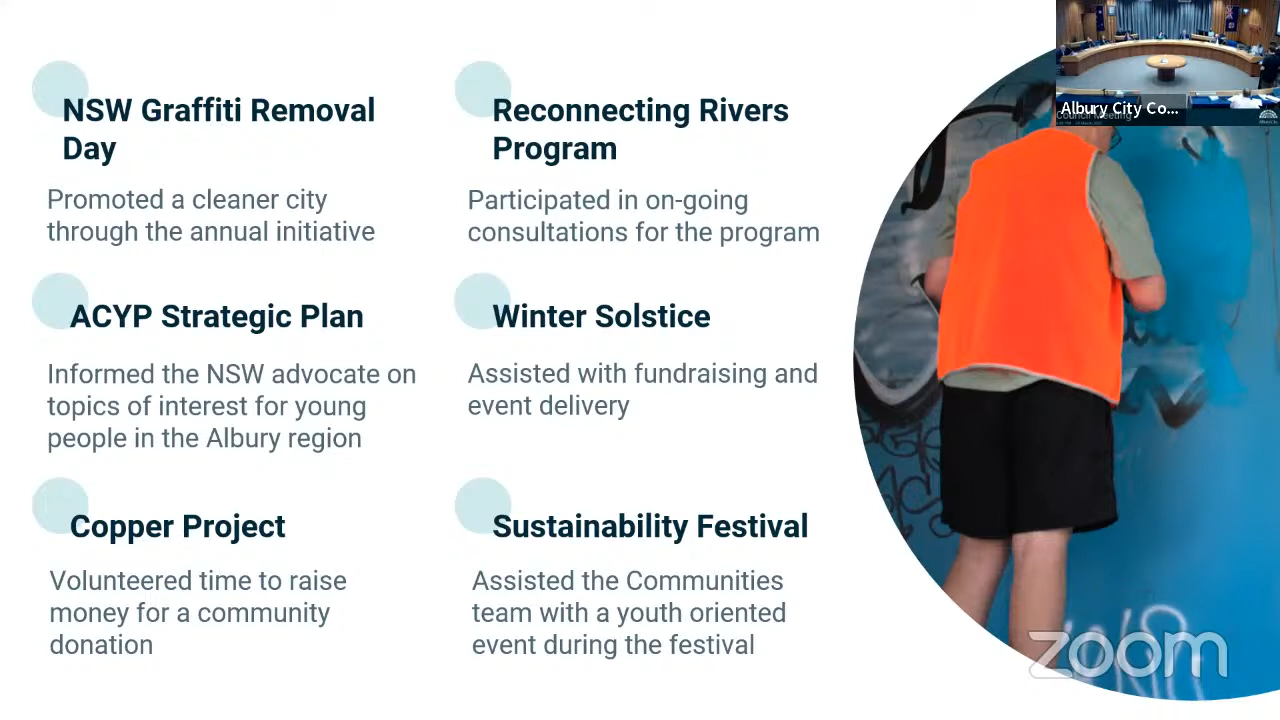 NSW Graffiti Removal
Day
Promoted a cleaner city
through the annual initiative
ACYP Strategic Plan
Informed the NSW advocate on
topics of interest for young
people in the Albury region
Copper Project
Volunteered time to raise
money for a community
donation
Reconnecting Rivers
Program
Participated in on-going
consultations for the program
Winter Solstice
Assisted with fundraising and
event delivery
Sustainability Festival
Assisted the Communities
team with a youth oriented
event during the festival
Albury City Co...
Council Meeting
zoom